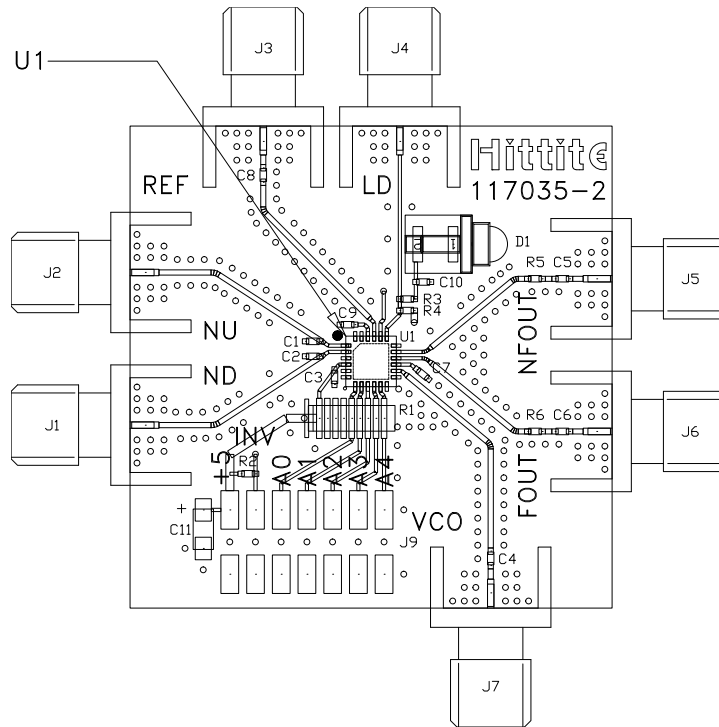 J3
J4
U1
Hittite
C8
REF
LD
117035-2
D1
J2
R5 C5
J5
C10
R3
R4
C9
NU
U1
NFOUT
C1
C2
ND
C3
C7
J1
R1
R6 C6
J6
INV
+5
R2
A0
A1
A2
A3
A4
FOUT
+
C11
VCO
J9
C4
J7